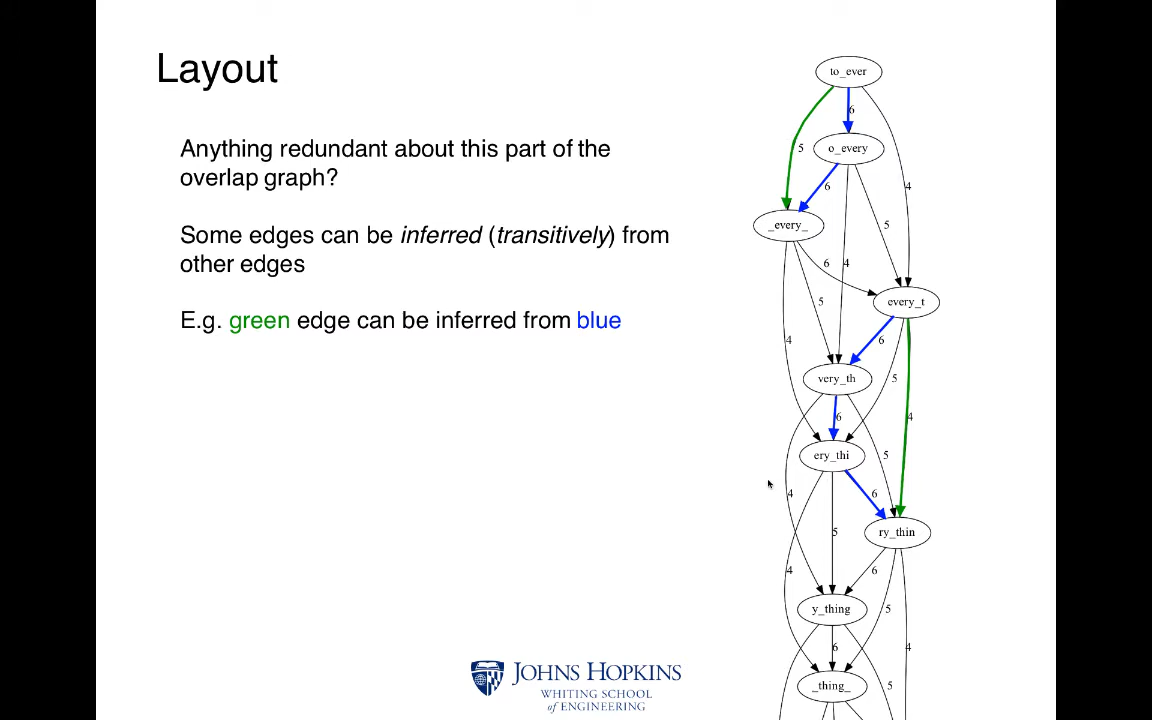 Layout
Anything redundant about this part of the
overlap graph?
Some edges can be inferred (transitively) from
other edges
E.g. green edge can be inferred from blue
to_ever
6
5
o_every
6
4
_every_
5
6
4
every_t
5
4
6
very_th
5
6
4
ery_thi
5
4
6
ry_thin
5
4
6
y_thing
5
6
4
_thing_
5
JOHNS HOPKINS
WHITING SCHOOL
of ENGINEERING